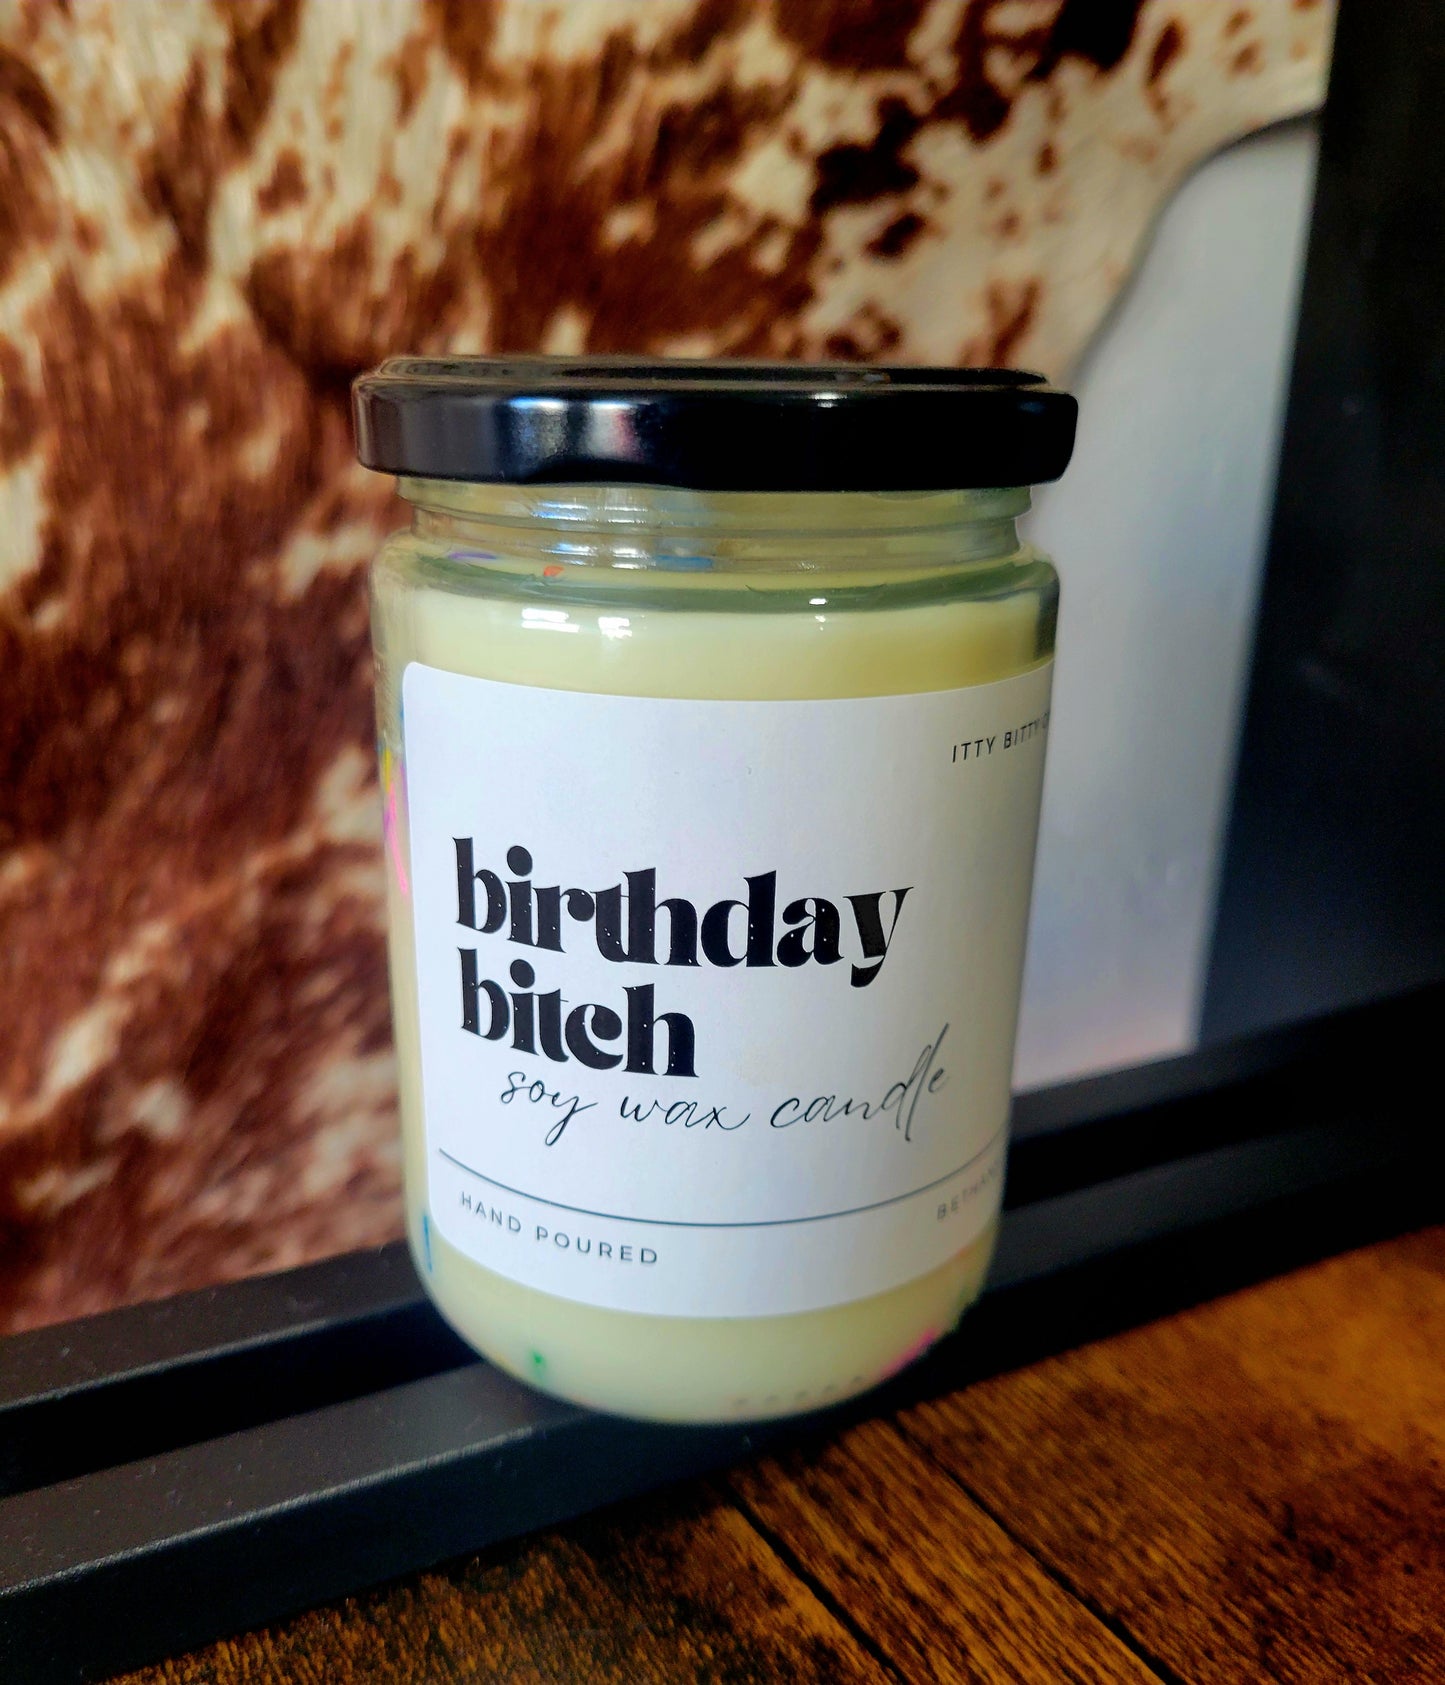 ITTY BITTY
birthday
bitch
soy wax candle
HAND POURED